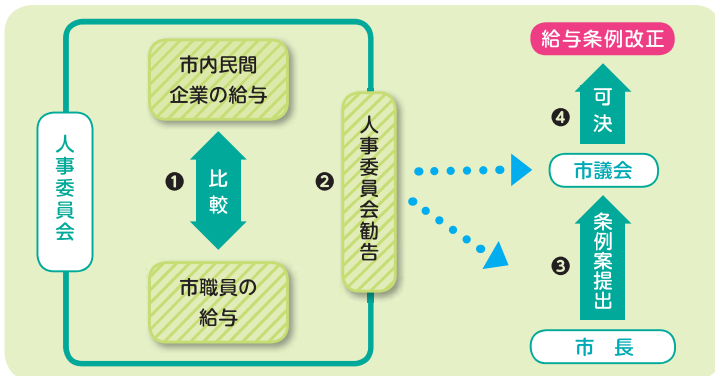 人事委員会
市内民間
企業の給与
❶
比較
市職員の
給与
❷
人事委員会勧告
給与条例改正
❹
可決
市議会
❸
条例案提出
市 長